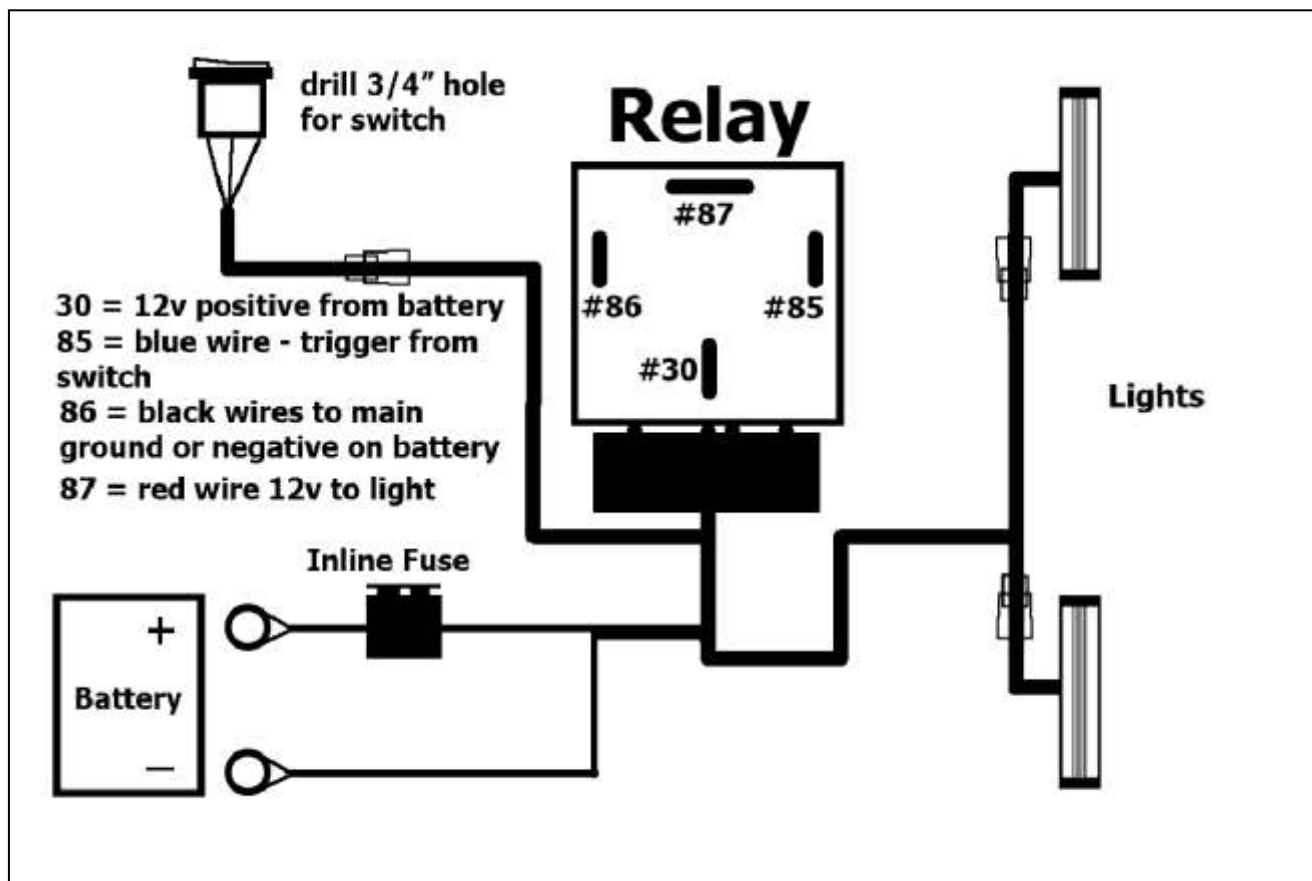 drill 3/4” hole
for switch
Relay
#87
#86
#85
#30
30 = 12v positive from battery
85 = blue wire - trigger from
switch
86 = black wires to main
ground or negative on battery
87 = red wire 12v to light
Lights
Inline Fuse
+
Battery
–